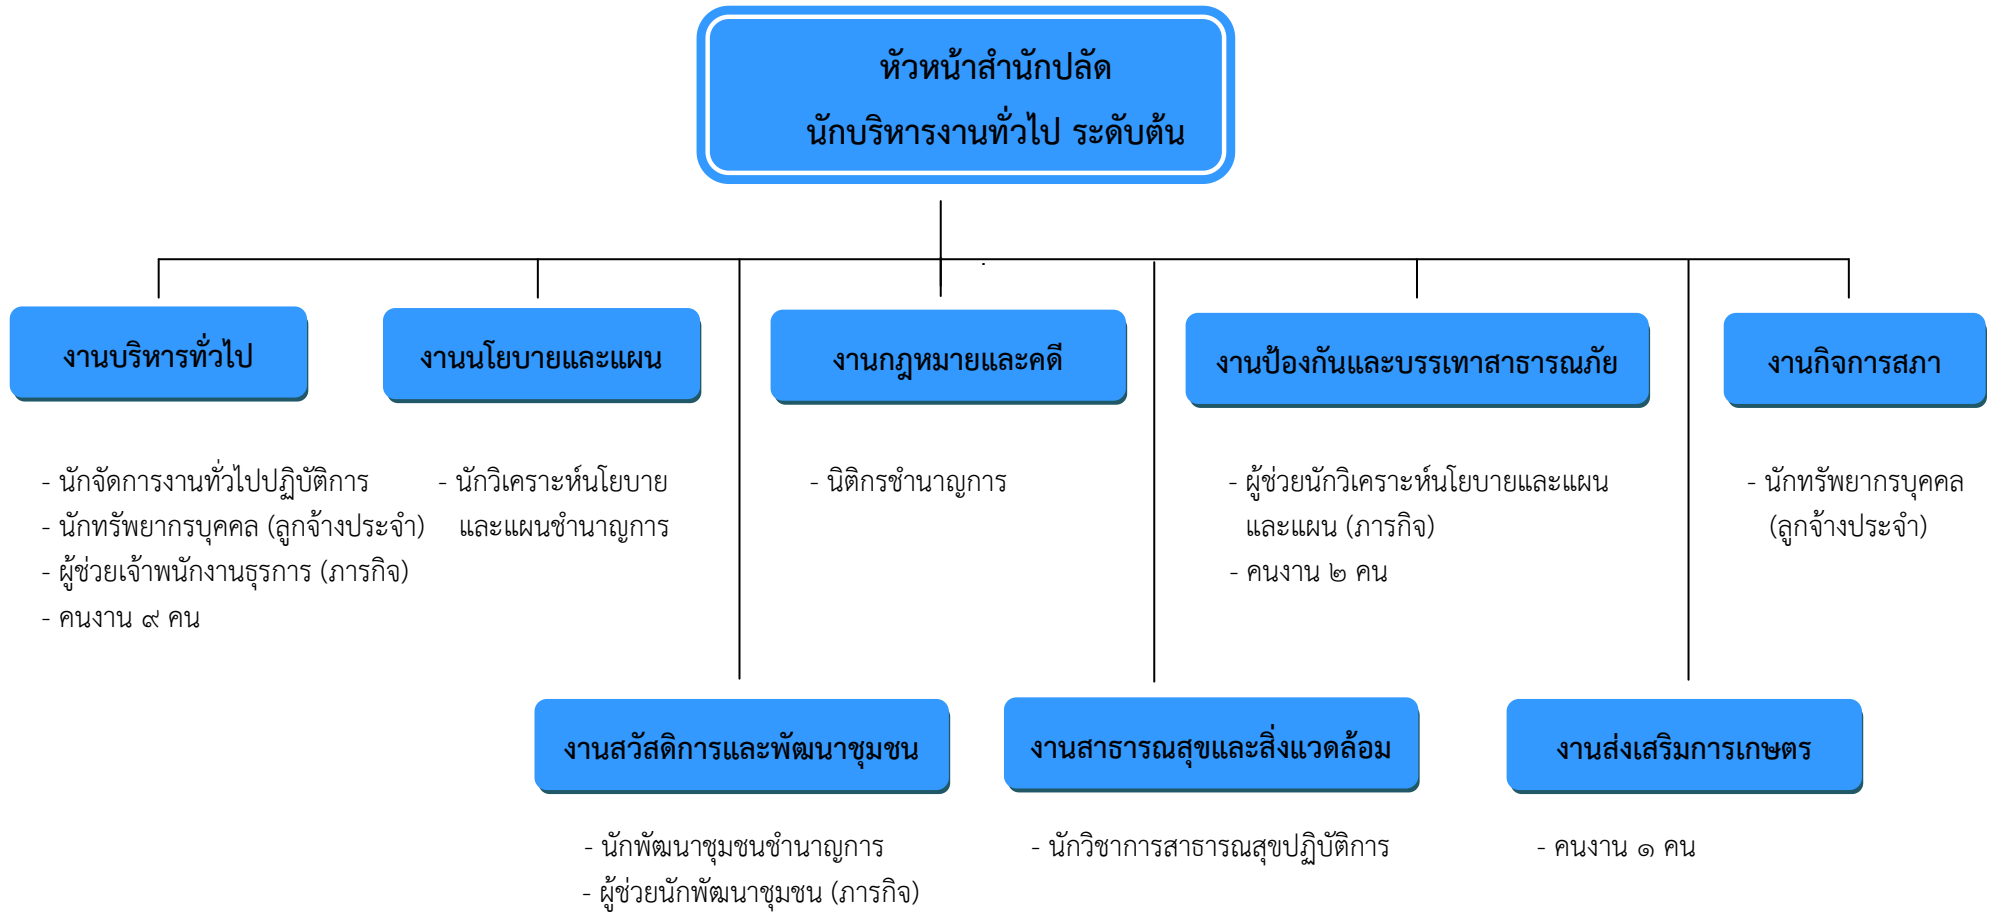 หัวหน้าสำนักปลัด
นักบริหารงานทั่วไป ระดับต้น
งานบริหารทั่วไป
- นักจัดการงานทั่วไปปฏิบัติการ
- นักทรัพยากรบุคคล (ลูกจ้างประจำ)
- ผู้ช่วยเจ้าพนักงานธุรการ (ภารกิจ)
- คนงาน ๙ คน
งานนโยบายและแผน
- นักวิเคราะห์นโยบาย
และแผนชำนาญการ
งานกฎหมายและคดี
- นิติกรชำนาญการ
งานป้องกันและบรรเทาสาธารณภัย
- ผู้ช่วยนักวิเคราะห์นโยบายและแผน
และแผน (ภารกิจ)
- คนงาน ๒ คน
งานกิจการสภา
- นักทรัพยากรบุคคล
(ลูกจ้างประจำ)
งานสวัสดิการและพัฒนาชุมชน
- นักพัฒนาชุมชนชำนาญการ
- ผู้ช่วยนักพัฒนาชุมชน (ภารกิจ)
งานสาธารณสุขและสิ่งแวดล้อม
- นักวิชาการสาธารณสุขปฏิบัติการ
งานส่งเสริมการเกษตร
- คนงาน ๑ คน